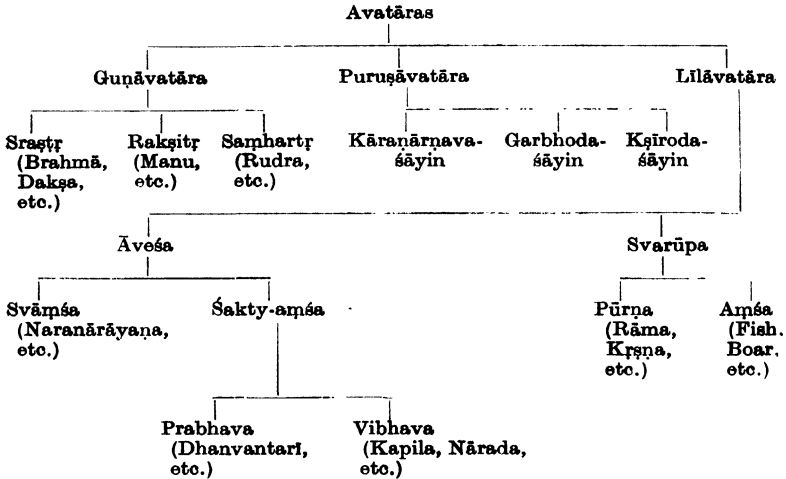 Avatāras
Guṇāvatāra
Puruṣāvatāra
Līlāvatāra
Sraṣṭṛ
(Brahmā,
Dakṣa,
etc.)
Rakṣitṛ
(Manu,
etc.)
Saṃhartṛ
(Rudra,
etc.)
Kāraṇārṇava-
śāyin
Garbhoda-
śāyin
Kṣīroda-
śāyin
Āveśa
Svarūpa
Svāṃśa
(Naranārāyaṇa,
etc.)
Śakty-aṃśa
Pūrṇa
(Rāma,
Kṛṣṇa,
etc.)
Aṃśa
(Fish.
Boar.
etc.)
Prabhava
(Dhanvantarī,
etc.)
Vibhava
(Kapila, Nārada,
etc.)